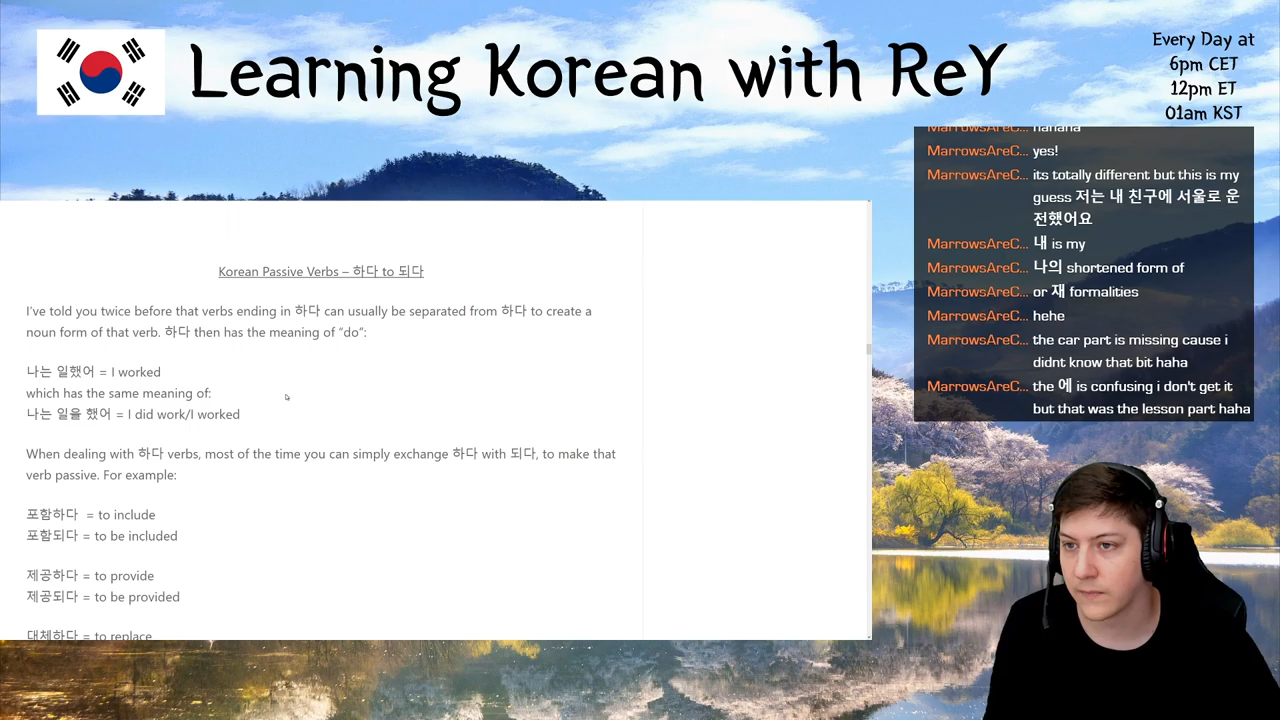 Learning Korean with ReY
Every Day at
6pm CET
12pm ET
01am KST
MarrowsAreC... hahaha
MarrowsAreC... yes!
MarrowsAreC... its totally different but this is my
guess 저는 내 친구에 서울로 운
전했어요
MarrowsAreC... 내 is my
MarrowsAreC... 나의 shortened form of
MarrowsAreC... or 재 formalities
MarrowsAreC... hehe
MarrowsAreC... the car part is missing cause i
didnt know that bit haha
MarrowsAreC... the 에 is confusing i don't get it
but that was the lesson part haha
Korean Passive Verbs – 하다 to 되다
I’ve told you twice before that verbs ending in 하다 can usually be separated from 하다 to create a
noun form of that verb. 하다 then has the meaning of “do”:
나는 일했어 = I worked
which has the same meaning of:
나는 일을 했어 = I did work/I worked
When dealing with 하다 verbs, most of the time you can simply exchange 하다 with 되다, to make that
verb passive. For example:
포함하다 = to include
포함되다 = to be included
제공하다 = to provide
제공되다 = to be provided
대체하다 = to replace